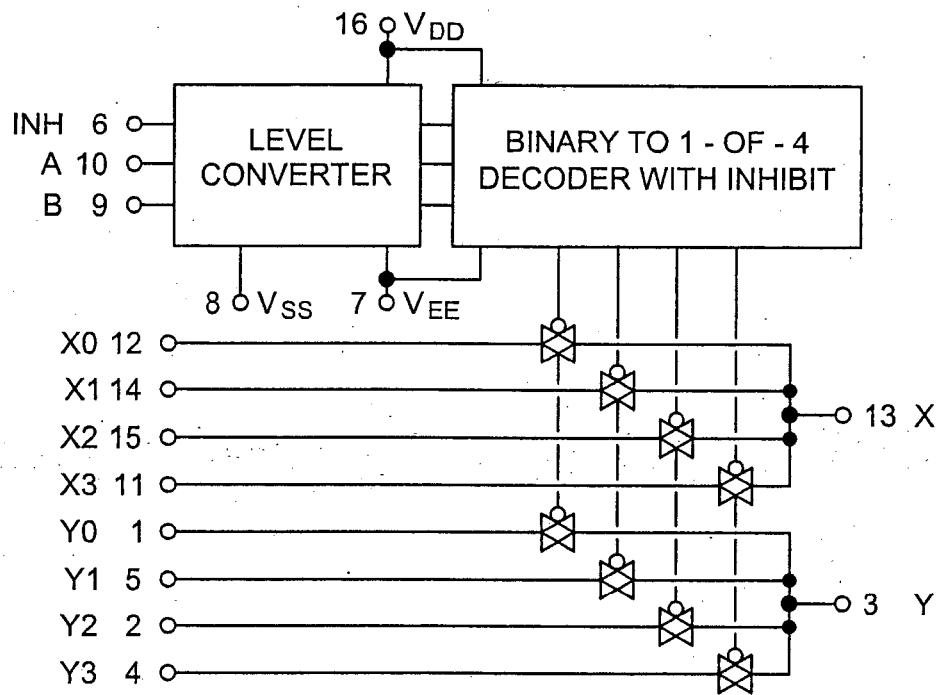 16 VDD
INH 6
A 10
B 9
LEVEL
CONVERTER
BINARY TO 1 - OF - 4
DECODER WITH INHIBIT
8 VSS
7 VEE
X0 12
X1 14
X2 15
X3 11
13 X
Y0 1
Y1 5
Y2 2
Y3 4
3 Y